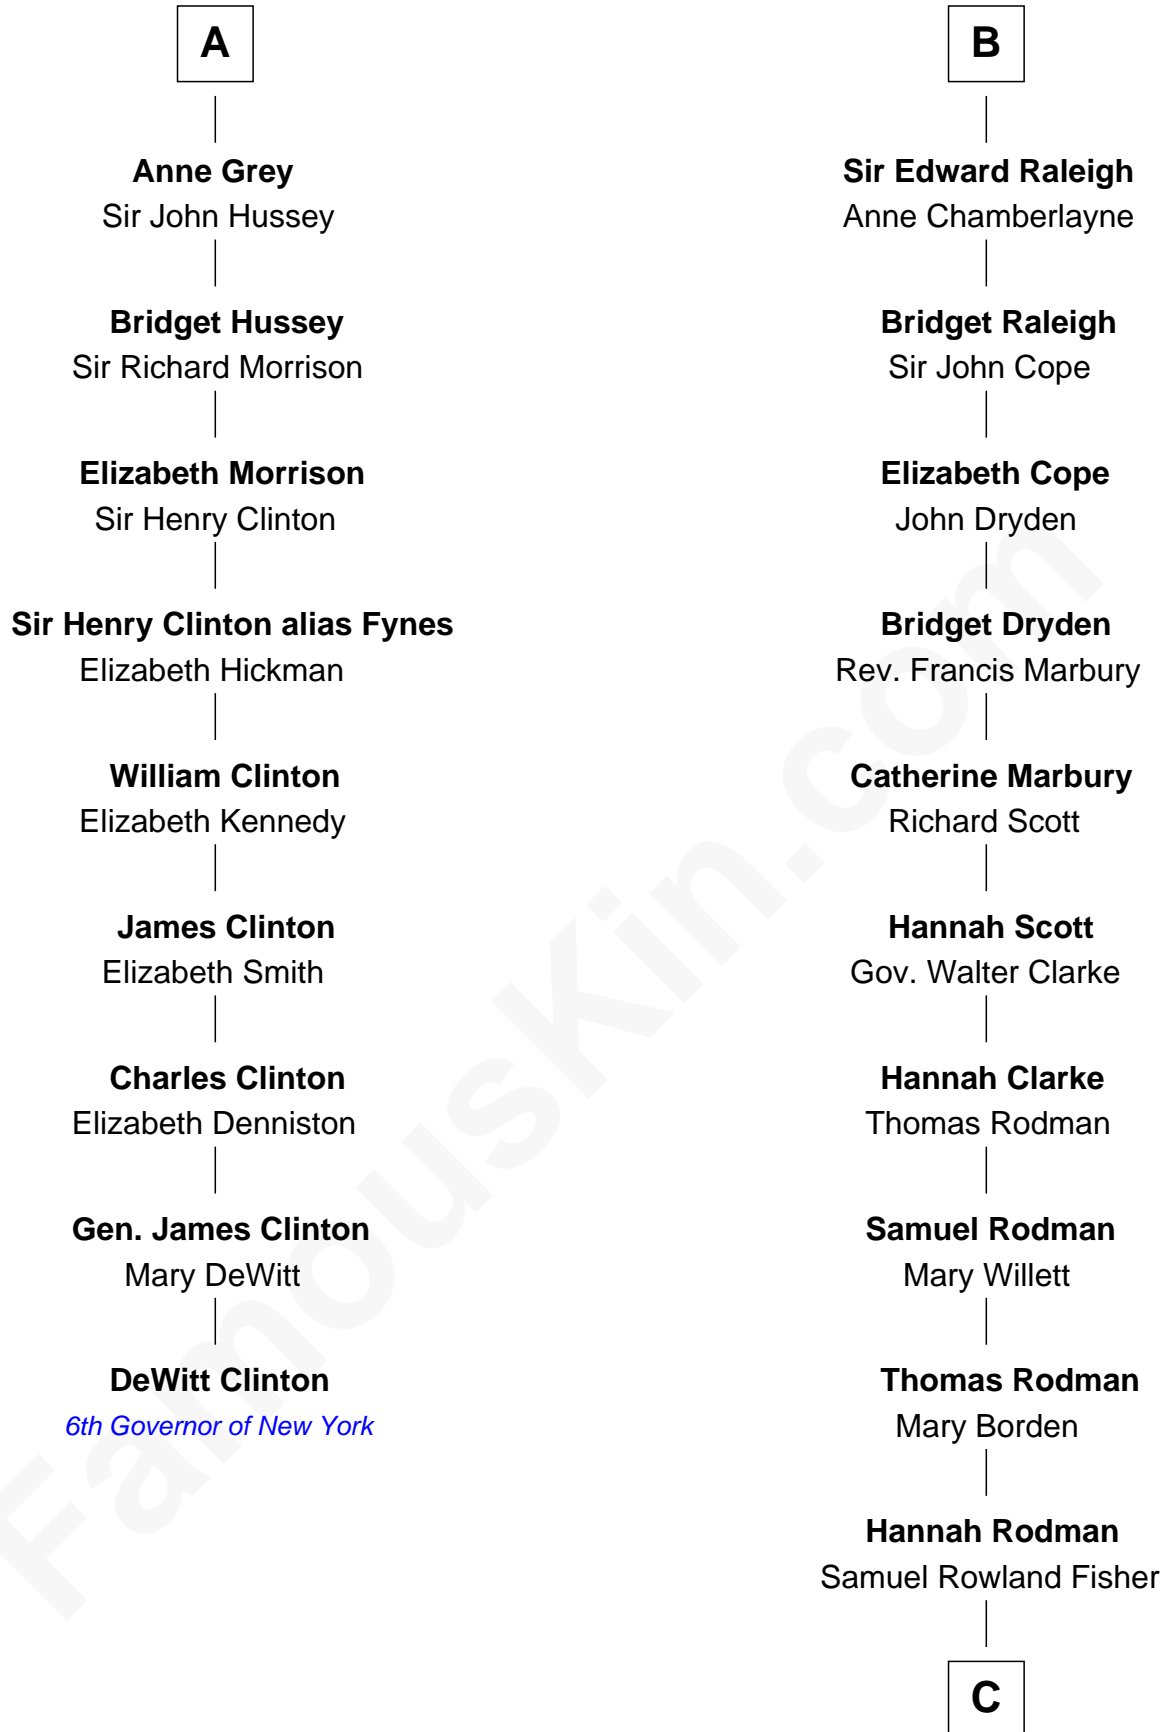 A
Anne Grey
Sir John Hussey
Bridget Hussey
Sir Richard Morrison
Elizabeth Morrison
Sir Henry Clinton
Sir Henry Clinton alias Fynes
Elizabeth Hickman
William Clinton
Elizabeth Kennedy
James Clinton
Elizabeth Smith
Charles Clinton
Elizabeth Denniston
Gen. James Clinton
Mary DeWitt
DeWitt Clinton
6th Governor of New York
B
Sir Edward Raleigh
Anne Chamberlayne
Bridget Raleigh
Sir John Cope
Elizabeth Cope
John Dryden
Bridget Dryden
Rev. Francis Marbury
Catherine Marbury
Richard Scott
Hannah Scott
Gov. Walter Clarke
Hannah Clarke
Thomas Rodman
Samuel Rodman
Mary Willett
Thomas Rodman
Mary Borden
Hannah Rodman
Samuel Rowland Fisher
C
FamousKin.com